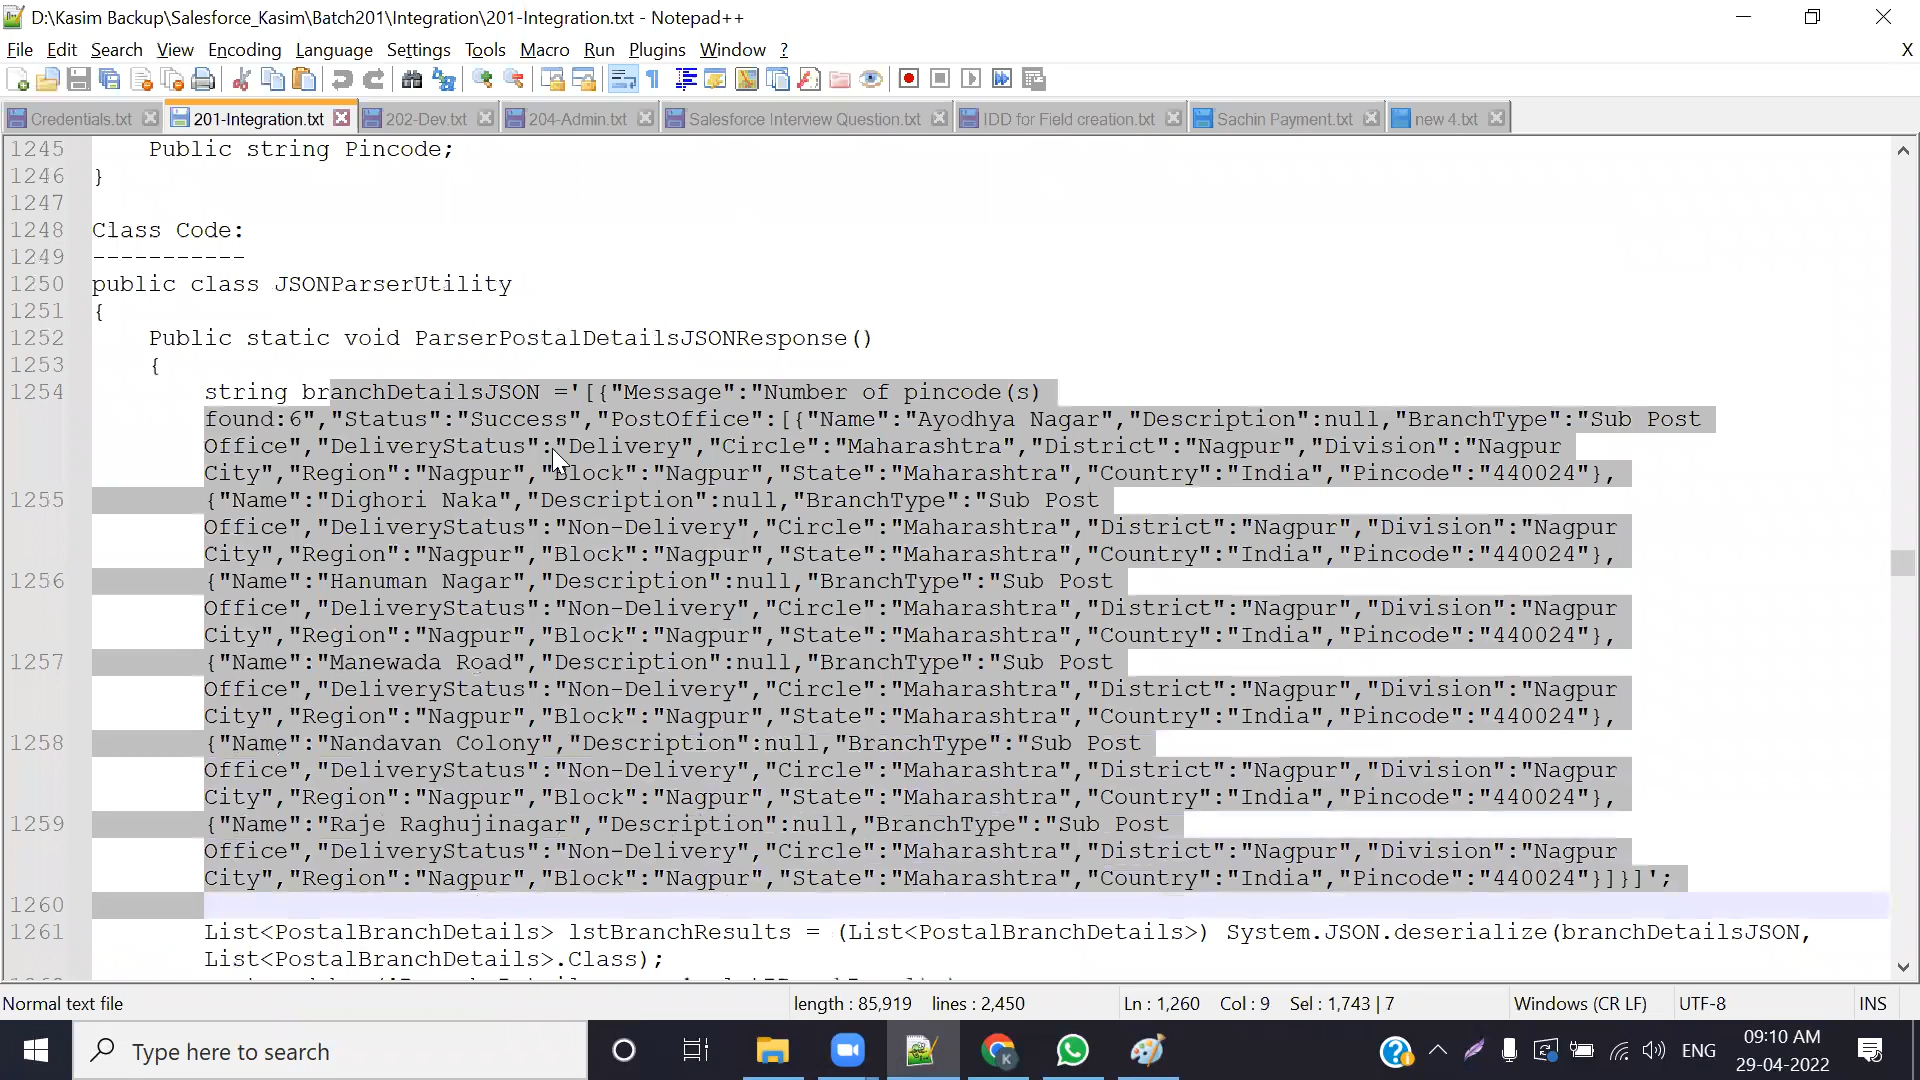 D:\Kasim Backup\Salesforce_Kasim\Batch201\Integration\201-Integration.txt - Notepad++
File Edit Search View Encoding Language Settings Tools Macro Run Plugins Window ? X
Credentials.txt 201-Integration.txt 202-Dev.txt 204-Admin.txt Salesforce Interview Question.txt IDD for Field creation.txt Sachin Payment.txt new 4.txt
1245 Public string Pincode;
1246 }
1247
1248 Class Code:
1249 -----------
1250 public class JSONParserUtility
1251 {
1252 Public static void ParserPostalDetailsJSONResponse()
1253 {
1254 string branchDetailsJSON ='[{"Message":"Number of pincode(s)
found:6","Status":"Success","PostOffice":[{"Name":"Ayodhya Nagar","Description":null,"BranchType":"Sub Post
Office","DeliveryStatus":"Delivery","Circle":"Maharashtra","District":"Nagpur","Division":"Nagpur
City","Region":"Nagpur","Block":"Nagpur","State":"Maharashtra","Country":"India","Pincode":"440024"},
1255 {"Name":"Dighori Naka","Description":null,"BranchType":"Sub Post
Office","DeliveryStatus":"Non-Delivery","Circle":"Maharashtra","District":"Nagpur","Division":"Nagpur
City","Region":"Nagpur","Block":"Nagpur","State":"Maharashtra","Country":"India","Pincode":"440024"},
1256 {"Name":"Hanuman Nagar","Description":null,"BranchType":"Sub Post
Office","DeliveryStatus":"Non-Delivery","Circle":"Maharashtra","District":"Nagpur","Division":"Nagpur
City","Region":"Nagpur","Block":"Nagpur","State":"Maharashtra","Country":"India","Pincode":"440024"},
1257 {"Name":"Manewada Road","Description":null,"BranchType":"Sub Post
Office","DeliveryStatus":"Non-Delivery","Circle":"Maharashtra","District":"Nagpur","Division":"Nagpur
City","Region":"Nagpur","Block":"Nagpur","State":"Maharashtra","Country":"India","Pincode":"440024"},
1258 {"Name":"Nandavan Colony","Description":null,"BranchType":"Sub Post
Office","DeliveryStatus":"Non-Delivery","Circle":"Maharashtra","District":"Nagpur","Division":"Nagpur
City","Region":"Nagpur","Block":"Nagpur","State":"Maharashtra","Country":"India","Pincode":"440024"},
1259 {"Name":"Raje Raghujinagar","Description":null,"BranchType":"Sub Post
Office","DeliveryStatus":"Non-Delivery","Circle":"Maharashtra","District":"Nagpur","Division":"Nagpur
City","Region":"Nagpur","Block":"Nagpur","State":"Maharashtra","Country":"India","Pincode":"440024"}]}]';
1260
1261 List<PostalBranchDetails> lstBranchResults = (List<PostalBranchDetails>) System.JSON.deserialize(branchDetailsJSON,
List<PostalBranchDetails>.Class);
Normal text file length : 85,919 lines : 2,450 Ln : 1,260 Col : 9 Sel : 1,743 | 7 Windows (CR LF) UTF-8 INS
Type here to search ENG 09:10 AM
29-04-2022